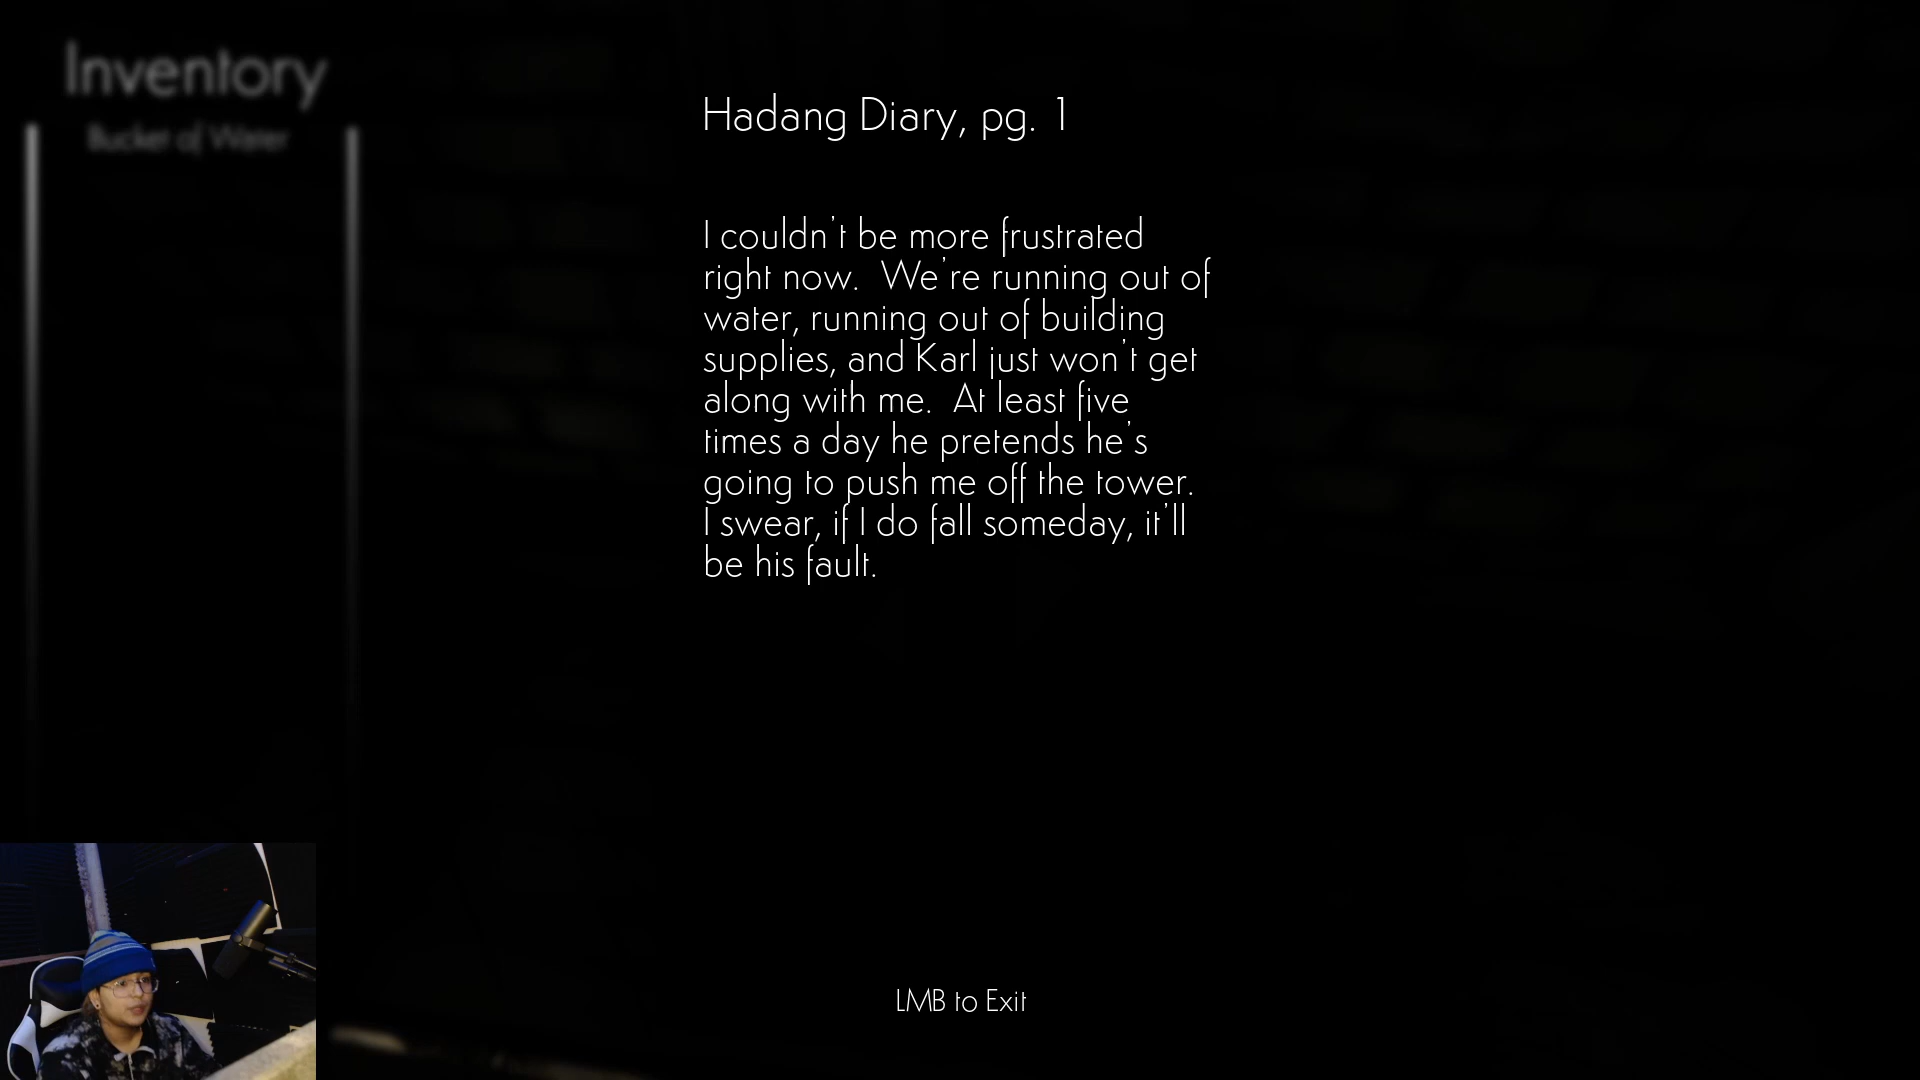 Inventory
Bucket of Water
Hadang Diary, pg. 1
I couldn't be more frustrated
right now.  We're running out of
water, running out of building
supplies, and Karl just won't get
along with me.  At least five
times a day he pretends he's
going to push me off the tower.
I swear, if I do fall someday, it'll
be his fault.
LMB to Exit